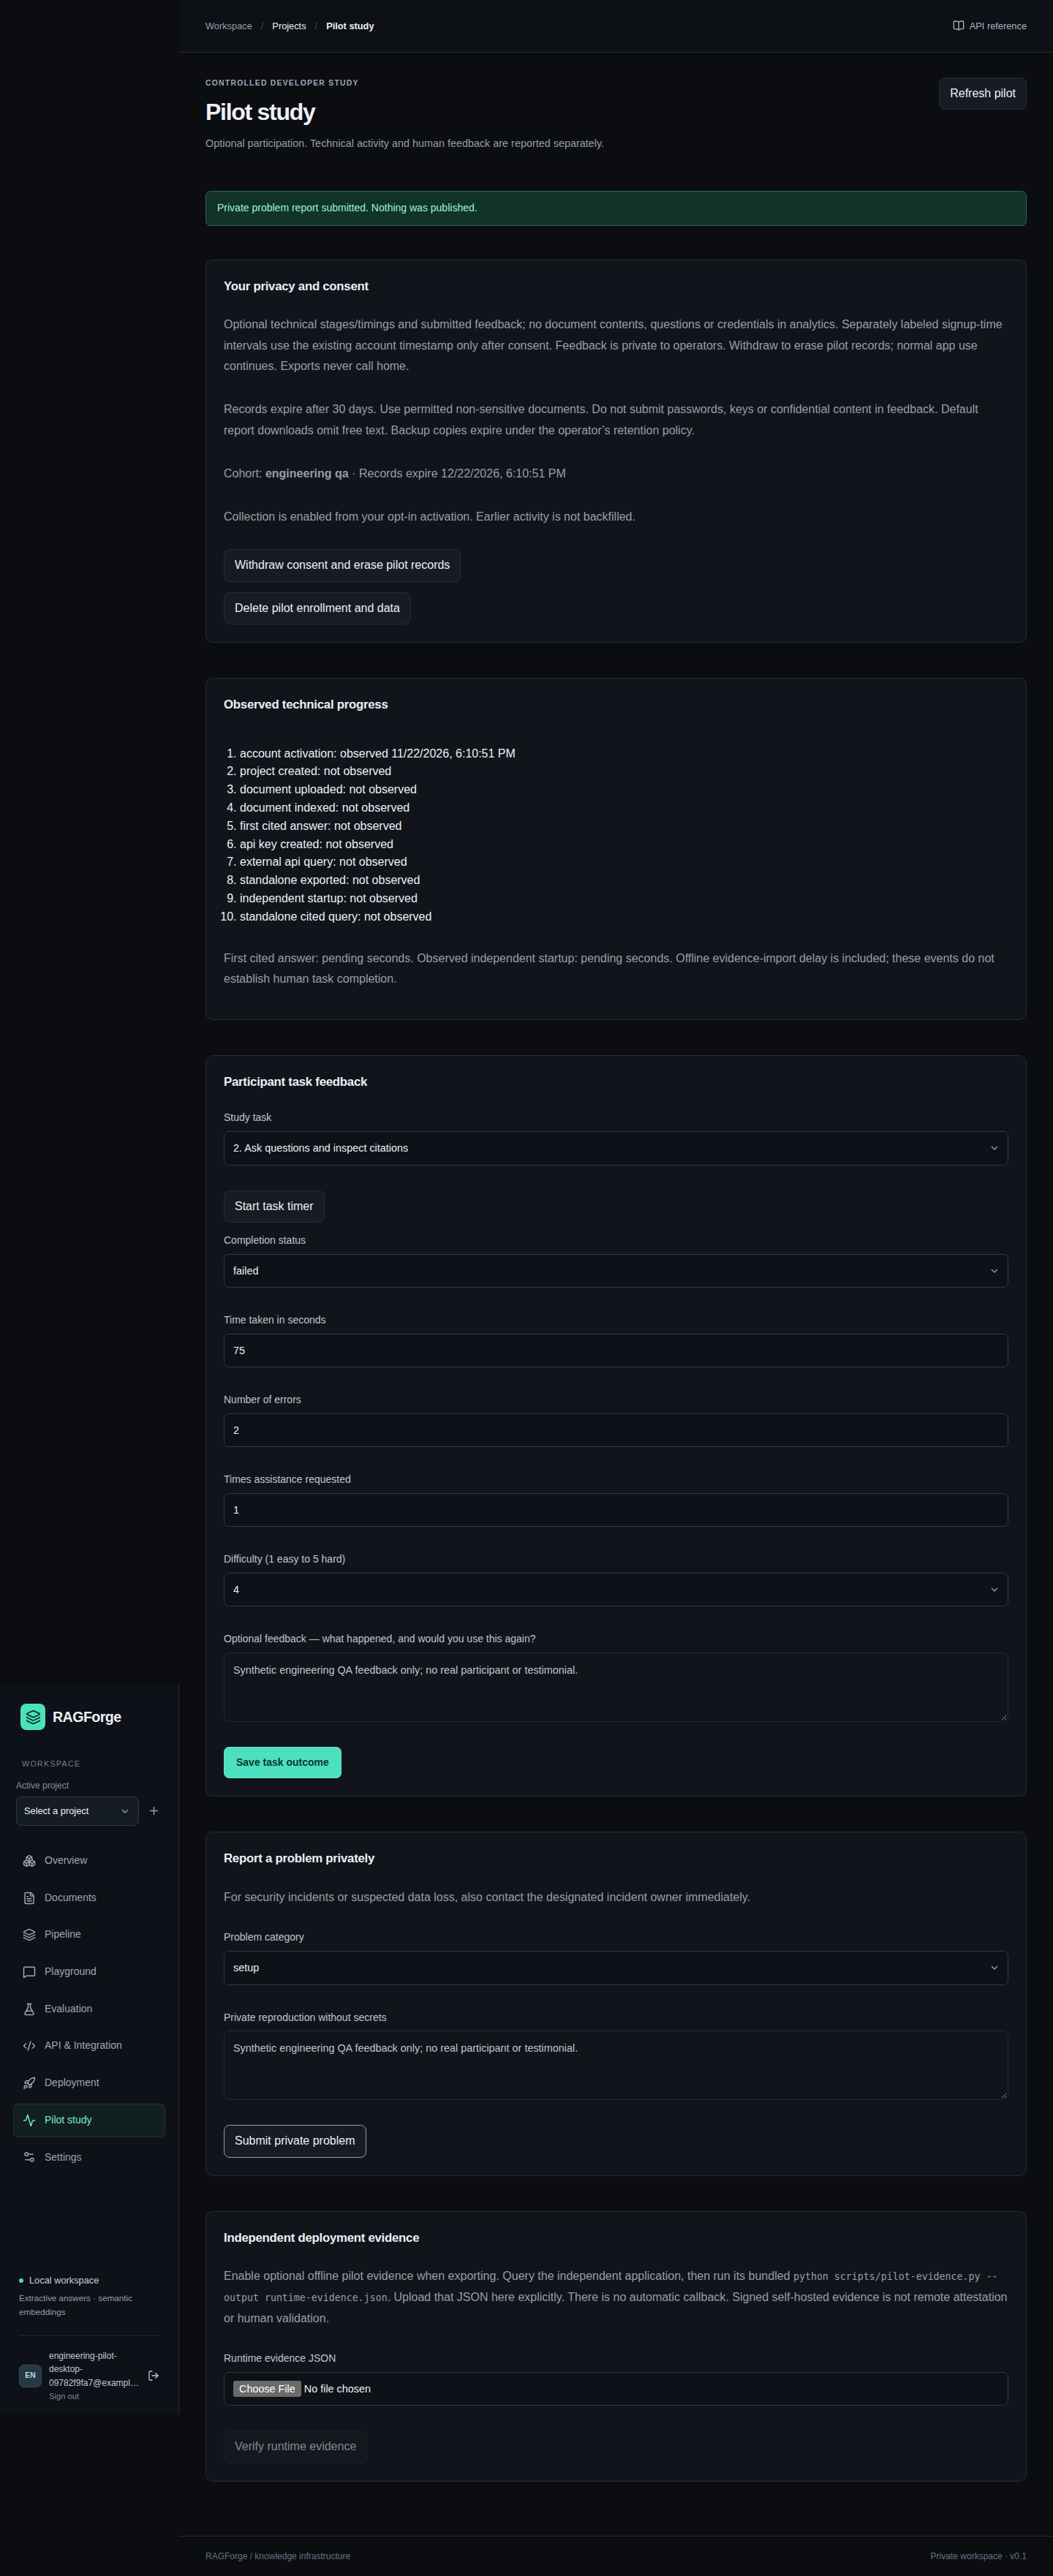 Workspace / Projects / Pilot study
API reference
CONTROLLED DEVELOPER STUDY
Pilot study
Refresh pilot
Optional participation. Technical activity and human feedback are reported separately.
Private problem report submitted. Nothing was published.
Your privacy and consent
Optional technical stages/timings and submitted feedback; no document contents, questions or credentials in analytics. Separately labeled signup-time
intervals use the existing account timestamp only after consent. Feedback is private to operators. Withdraw to erase pilot records; normal app use
continues. Exports never call home.
Records expire after 30 days. Use permitted non-sensitive documents. Do not submit passwords, keys or confidential content in feedback. Default
report downloads omit free text. Backup copies expire under the operator’s retention policy.
Cohort: engineering qa · Records expire 12/22/2026, 6:10:51 PM
Collection is enabled from your opt-in activation. Earlier activity is not backfilled.
Withdraw consent and erase pilot records
Delete pilot enrollment and data
Observed technical progress
1. account activation: observed 11/22/2026, 6:10:51 PM
2. project created: not observed
3. document uploaded: not observed
4. document indexed: not observed
5. first cited answer: not observed
6. api key created: not observed
7. external api query: not observed
8. standalone exported: not observed
9. independent startup: not observed
10. standalone cited query: not observed
First cited answer: pending seconds. Observed independent startup: pending seconds. Offline evidence-import delay is included; these events do not
establish human task completion.
Participant task feedback
Study task
2. Ask questions and inspect citations
Start task timer
Completion status
failed
Time taken in seconds
75
Number of errors
2
Times assistance requested
1
Difficulty (1 easy to 5 hard)
4
Optional feedback — what happened, and would you use this again?
Synthetic engineering QA feedback only; no real participant or testimonial.
Save task outcome
Report a problem privately
For security incidents or suspected data loss, also contact the designated incident owner immediately.
Problem category
setup
Private reproduction without secrets
Synthetic engineering QA feedback only; no real participant or testimonial.
Submit private problem
Independent deployment evidence
Enable optional offline pilot evidence when exporting. Query the independent application, then run its bundled python scripts/pilot-evidence.py --
output runtime-evidence.json. Upload that JSON here explicitly. There is no automatic callback. Signed self-hosted evidence is not remote attestation
or human validation.
Runtime evidence JSON
Choose File No file chosen
Verify runtime evidence
RAGForge
WORKSPACE
Active project
Select a project
Overview
Documents
Pipeline
Playground
Evaluation
API & Integration
Deployment
Pilot study
Settings
Local workspace
Extractive answers · semantic
embeddings
EN
engineering-pilot-
desktop-
09782f9fa7@exampl…
Sign out
RAGForge / knowledge infrastructure
Private workspace · v0.1